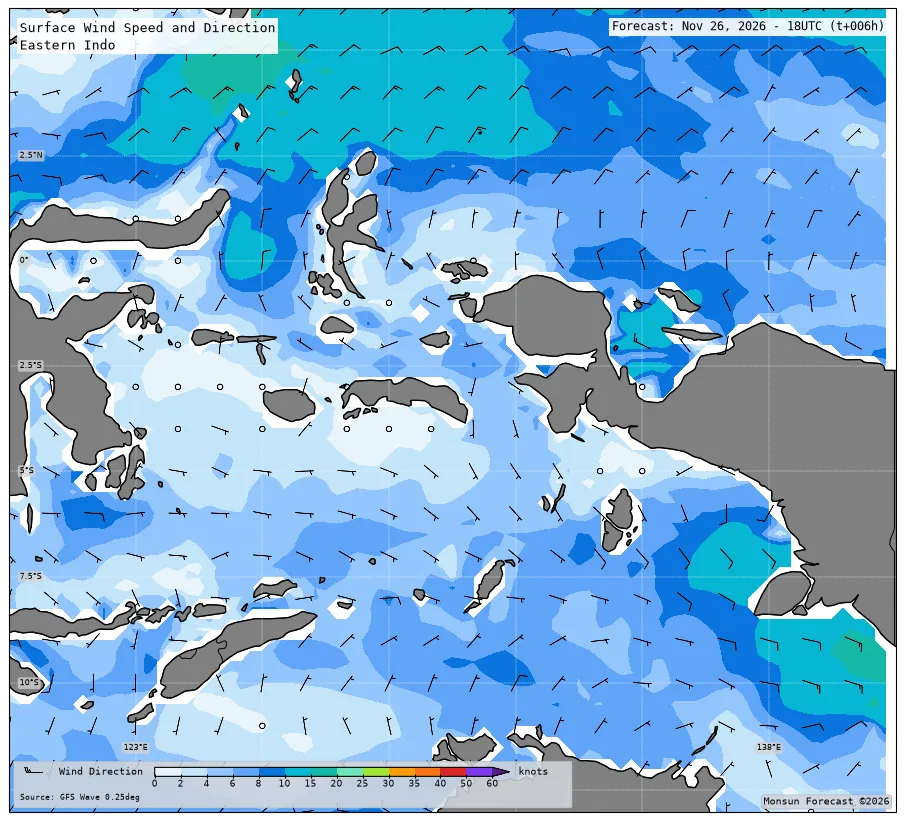 Surface Wind Speed and Direction
Eastern Indo
Forecast: Nov 26, 2026 - 18UTC (t+006h)
2.5°N
0°
2.5°S
5°S
7.5°S
10°S
123°E
138°E
Wind Direction
0 2 4 6 8 10 15 20 25 30 35 40 50 60
knots
Source: GFS Wave 0.25deg
Monsun Forecast ©2026